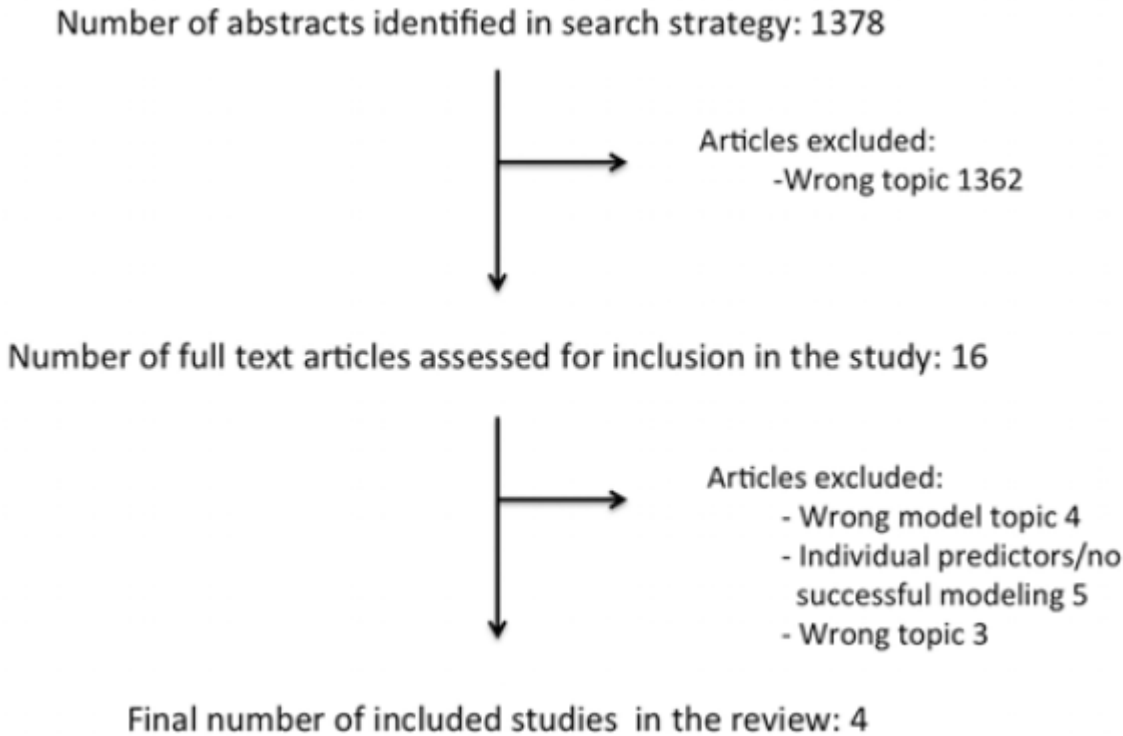 Number of abstracts identified in search strategy: 1378
Articles excluded:
-Wrong topic 1362
Number of full text articles assessed for inclusion in the study: 16
Articles excluded:
- Wrong model topic 4
- Individual predictors/no
successful modeling 5
- Wrong topic 3
Final number of included studies in the review: 4